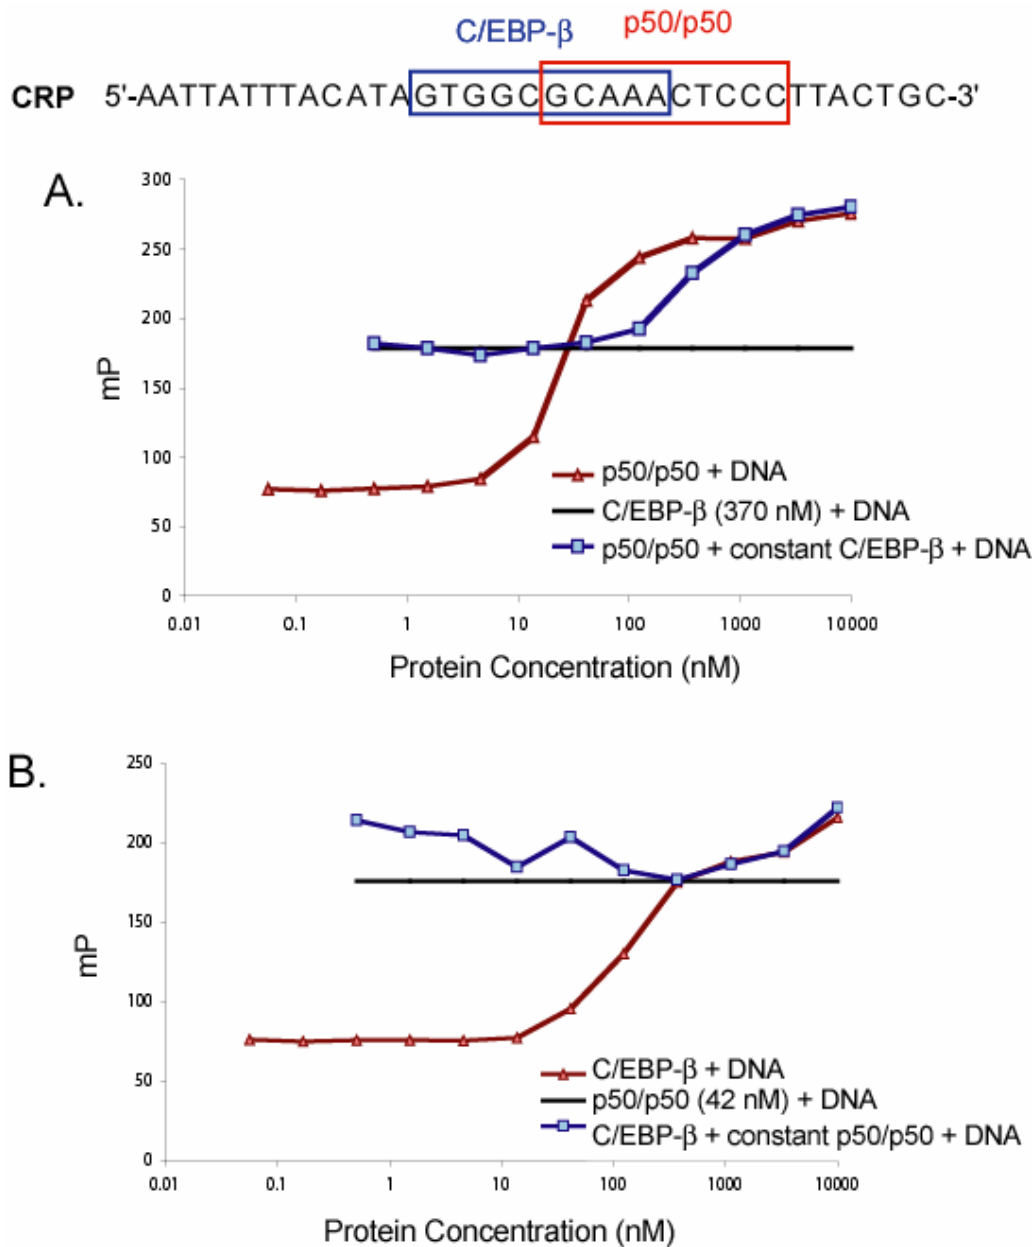 C/EBP-β p50/p50
CRP 5'-AATTATTTACATAGTGGCGCAAACTCCCTTACTGC-3'
A.
300
250
200
150
100
50
0
mP
p50/p50 + DNA
C/EBP-β (370 nM) + DNA
p50/p50 + constant C/EBP-β + DNA
0.01 0.1 1 10 100 1000 10000
Protein Concentration (nM)
B.
250
200
150
100
50
0
mP
C/EBP-β + DNA
p50/p50 (42 nM) + DNA
C/EBP-β + constant p50/p50 + DNA
0.01 0.1 1 10 100 1000 10000
Protein Concentration (nM)